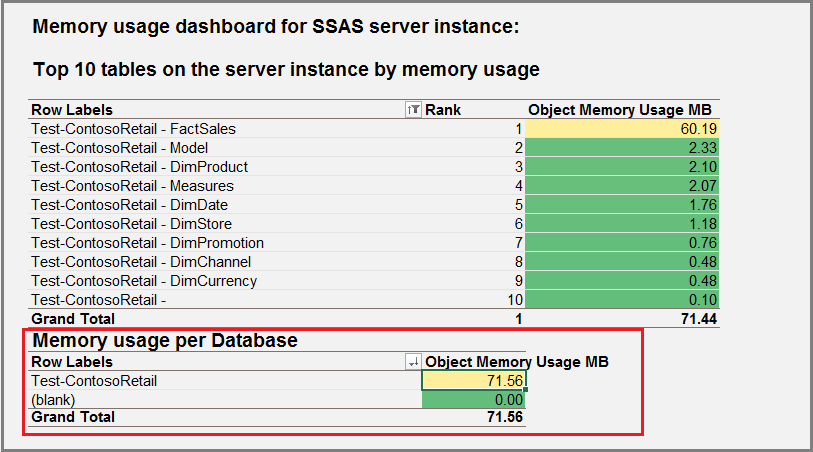 Memory usage dashboard for SSAS server instance:
Top 10 tables on the server instance by memory usage
Row Labels Rank Object Memory Usage MB
Test-ContosoRetail - FactSales 1 60.19
Test-ContosoRetail - Model 2 2.33
Test-ContosoRetail - DimProduct 3 2.10
Test-ContosoRetail - Measures 4 2.07
Test-ContosoRetail - DimDate 5 1.76
Test-ContosoRetail - DimStore 6 1.18
Test-ContosoRetail - DimPromotion 7 0.76
Test-ContosoRetail - DimChannel 8 0.48
Test-ContosoRetail - DimCurrency 9 0.48
Test-ContosoRetail - 10 0.10
Grand Total 1 71.44
Memory usage per Database
Row Labels Object Memory Usage MB
Test-ContosoRetail 71.56
(blank) 0.00
Grand Total 71.56